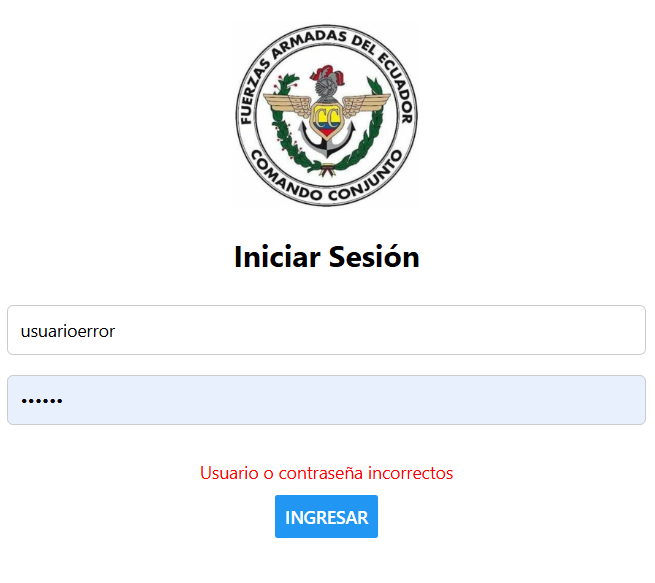 FUERZAS ARMADAS DEL ECUADOR
CC
COMANDO CONJUNTO
Iniciar Sesión
usuarioerror
••••••
Usuario o contraseña incorrectos
INGRESAR